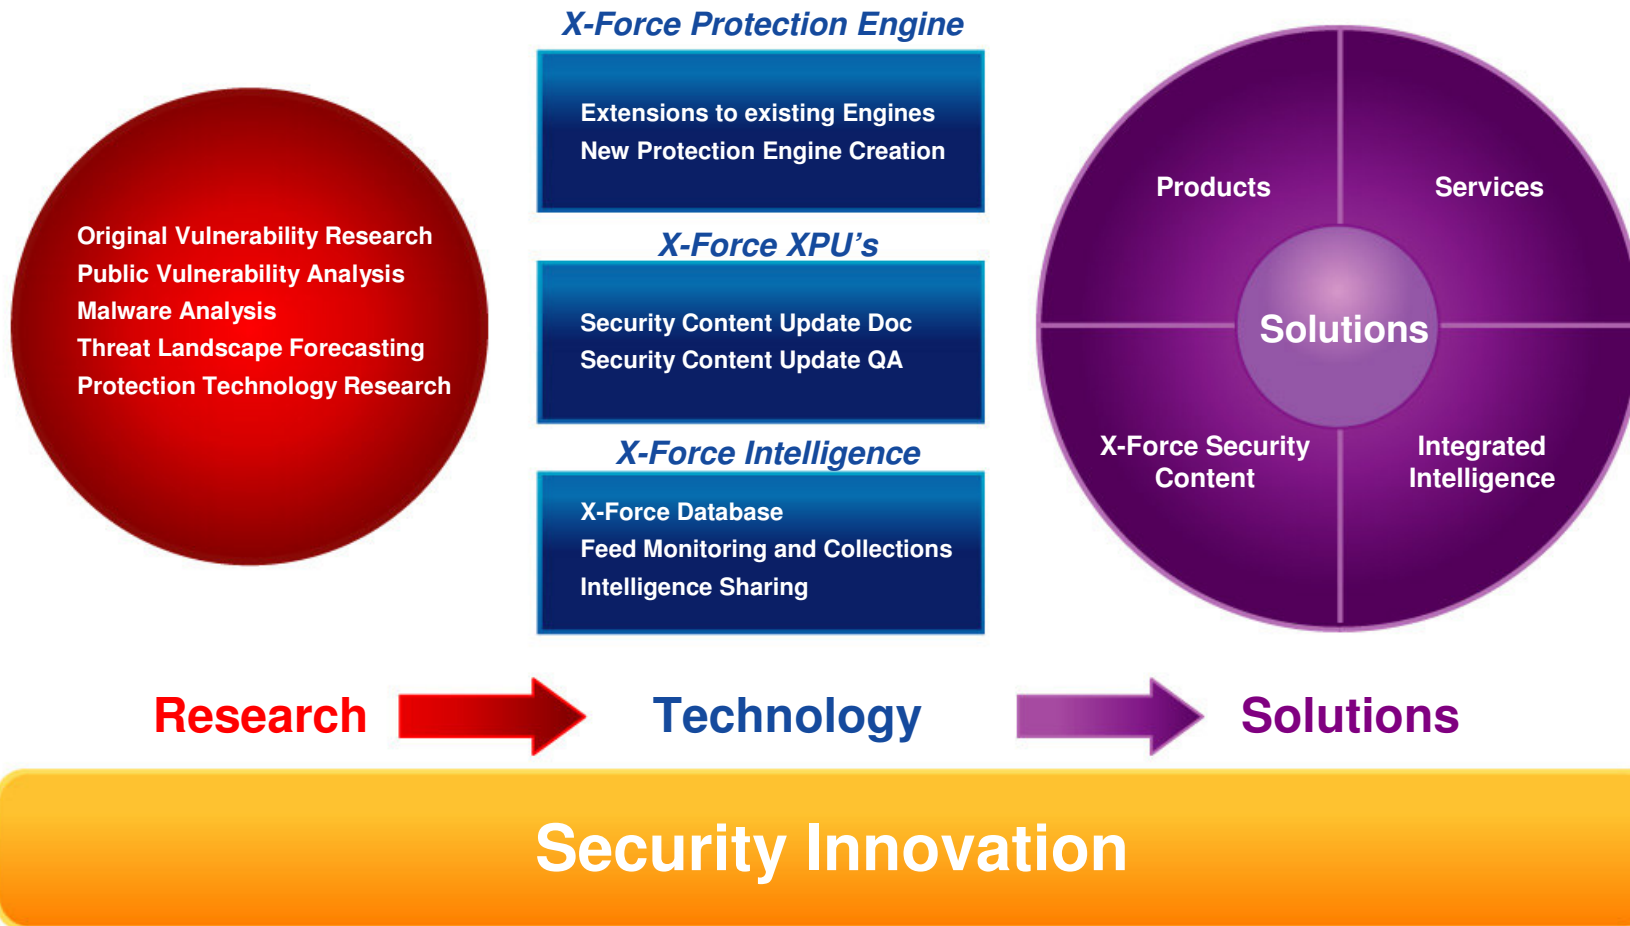 Original Vulnerability Research
Public Vulnerability Analysis
Malware Analysis
Threat Landscape Forecasting
Protection Technology Research
X-Force Protection Engine
Extensions to existing Engines
New Protection Engine Creation
X-Force XPU’s
Security Content Update Doc
Security Content Update QA
X-Force Intelligence
X-Force Database
Feed Monitoring and Collections
Intelligence Sharing
Products
Services
Solutions
X-Force Security
Content
Integrated
Intelligence
Research
Technology
Solutions
Security Innovation